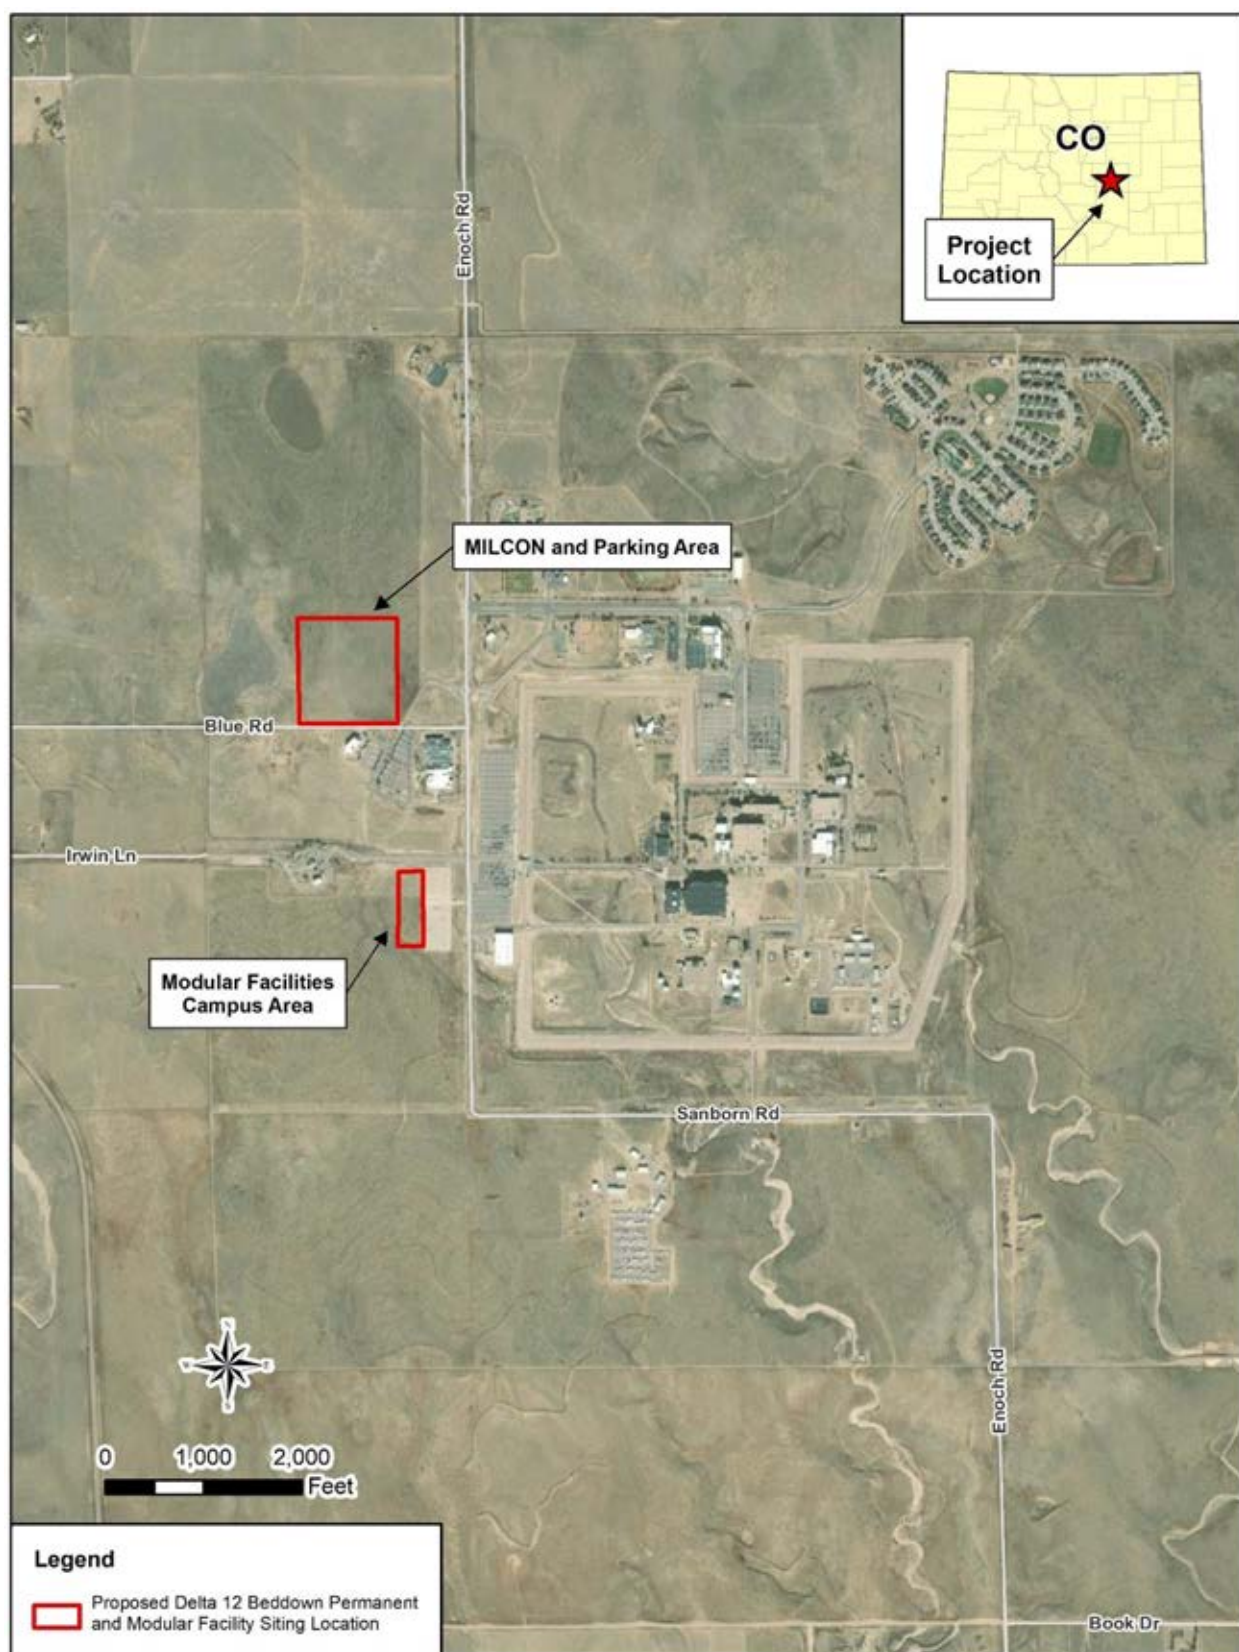 CO
Project
Location
Enoch Rd
MILCON and Parking Area
Blue Rd
Irwin Ln
Modular Facilities
Campus Area
Sanborn Rd
N
W E
S
Enoch Rd
0 1,000 2,000
Feet
Legend
Proposed Delta 12 Beddown Permanent
and Modular Facility Siting Location
Book Dr